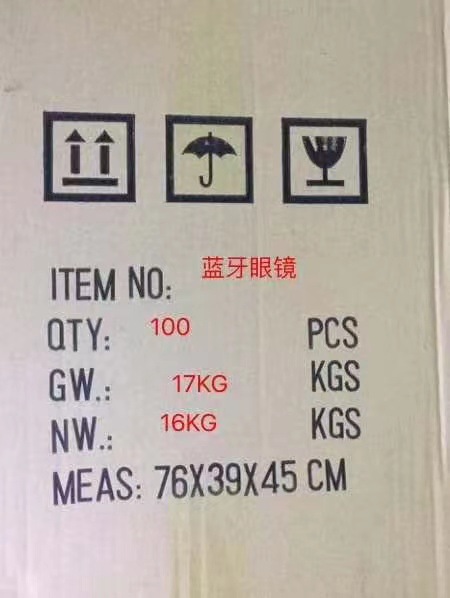 ITEM NO: 蓝牙眼镜
QTY: 100 PCS
GW.: 17KG KGS
NW.: 16KG KGS
MEAS: 76X39X45 CM